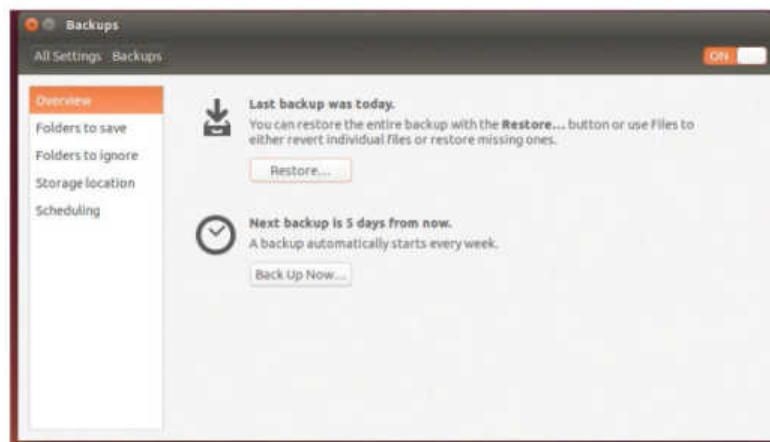 Backups
All Settings Backups
ON
Overview
Folders to save
Folders to ignore
Storage location
Scheduling
Last backup was today.
You can restore the entire backup with the Restore... button or use Files to
either revert individual files or restore missing ones.
Restore...
Next backup is 5 days from now.
A backup automatically starts every week.
Back Up Now...